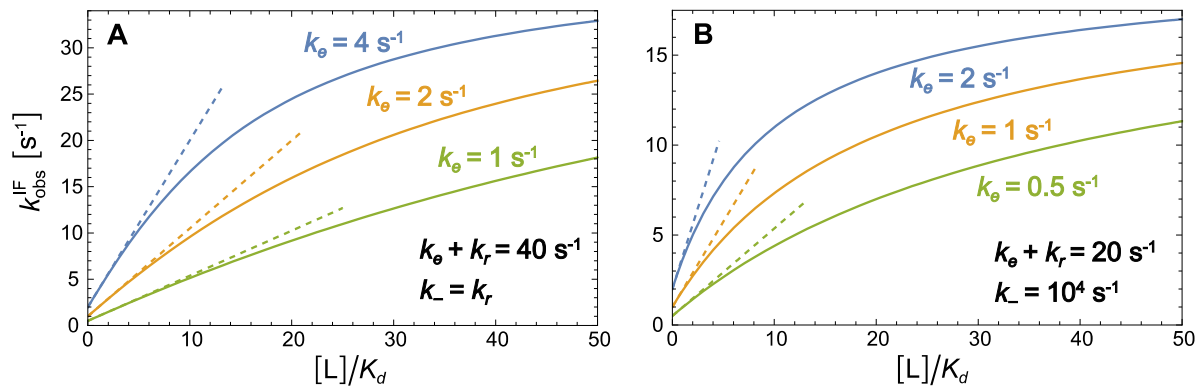 A
k_e = 4 s⁻¹
k_e = 2 s⁻¹
k_e = 1 s⁻¹
k_e + k_r = 40 s⁻¹
k_− = k_r
0 5 10 15 20 25 30
0 10 20 30 40 50
k_obs^IF [s⁻¹]
[L]/K_d
B
k_e = 2 s⁻¹
k_e = 1 s⁻¹
k_e = 0.5 s⁻¹
k_e + k_r = 20 s⁻¹
k_− = 10⁴ s⁻¹
0 5 10 15
0 10 20 30 40 50
[L]/K_d